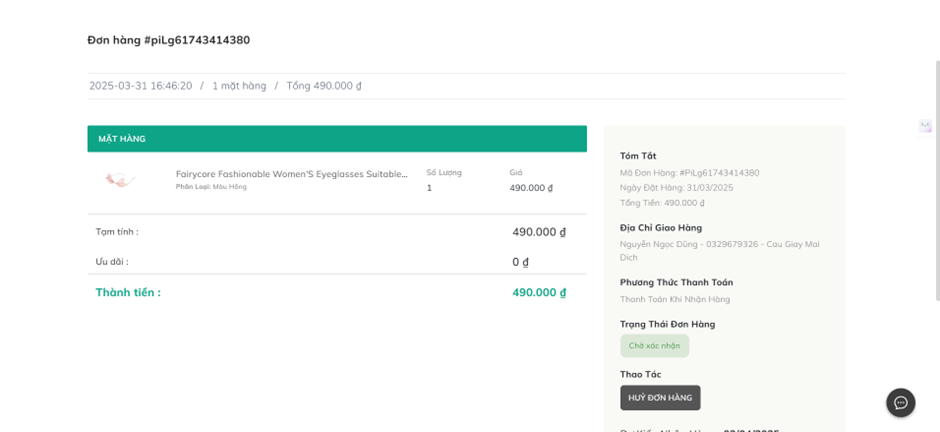 Đơn hàng #piLg61743414380
2025-03-31 16:46:20 / 1 mặt hàng / Tổng 490.000 ₫
MẶT HÀNG
Fairycore Fashionable Women'S Eyeglasses Suitable...
Phân Loại: Màu Hồng
Số Lượng
1
Giá
490.000 ₫
Tạm tính :
490.000 ₫
Ưu dãi :
0 ₫
Thành tiền :
490.000 ₫
Tóm Tắt
Mã Đơn Hàng: #PiLg61743414380
Ngày Đặt Hàng: 31/03/2025
Tổng Tiền: 490.000 ₫
Địa Chỉ Giao Hàng
Nguyễn Ngọc Dũng - 0329679326 - Cau Giay Mai
Dich
Phương Thức Thanh Toán
Thanh Toán Khi Nhận Hàng
Trạng Thái Đơn Hàng
Chờ xác nhận
Thao Tác
HUỶ ĐƠN HÀNG